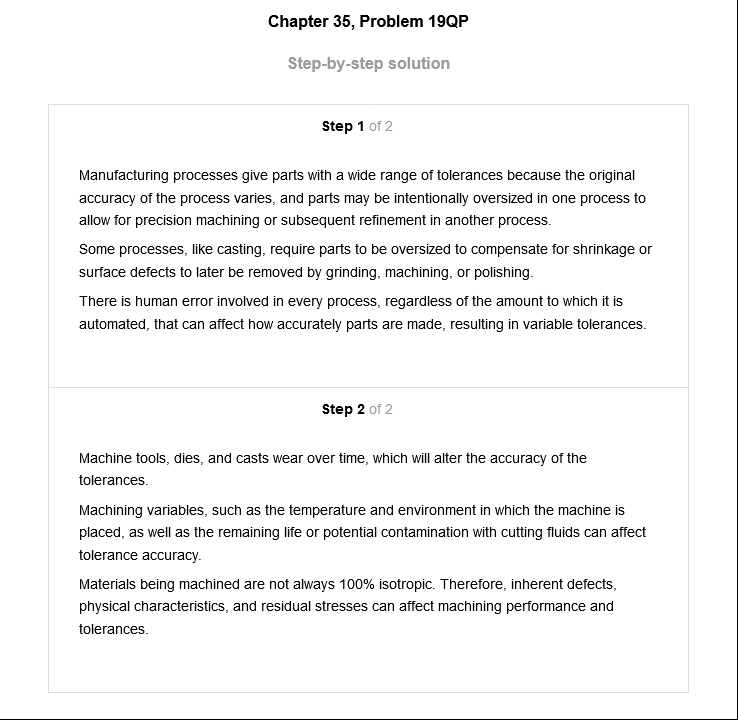 Chapter 35, Problem 19QP
Step-by-step solution
Step 1 of 2
Manufacturing processes give parts with a wide range of tolerances because the original
accuracy of the process varies, and parts may be intentionally oversized in one process to
allow for precision machining or subsequent refinement in another process.
Some processes, like casting, require parts to be oversized to compensate for shrinkage or
surface defects to later be removed by grinding, machining, or polishing.
There is human error involved in every process, regardless of the amount to which it is
automated, that can affect how accurately parts are made, resulting in variable tolerances.
Step 2 of 2
Machine tools, dies, and casts wear over time, which will alter the accuracy of the
tolerances.
Machining variables, such as the temperature and environment in which the machine is
placed, as well as the remaining life or potential contamination with cutting fluids can affect
tolerance accuracy.
Materials being machined are not always 100% isotropic. Therefore, inherent defects,
physical characteristics, and residual stresses can affect machining performance and
tolerances.